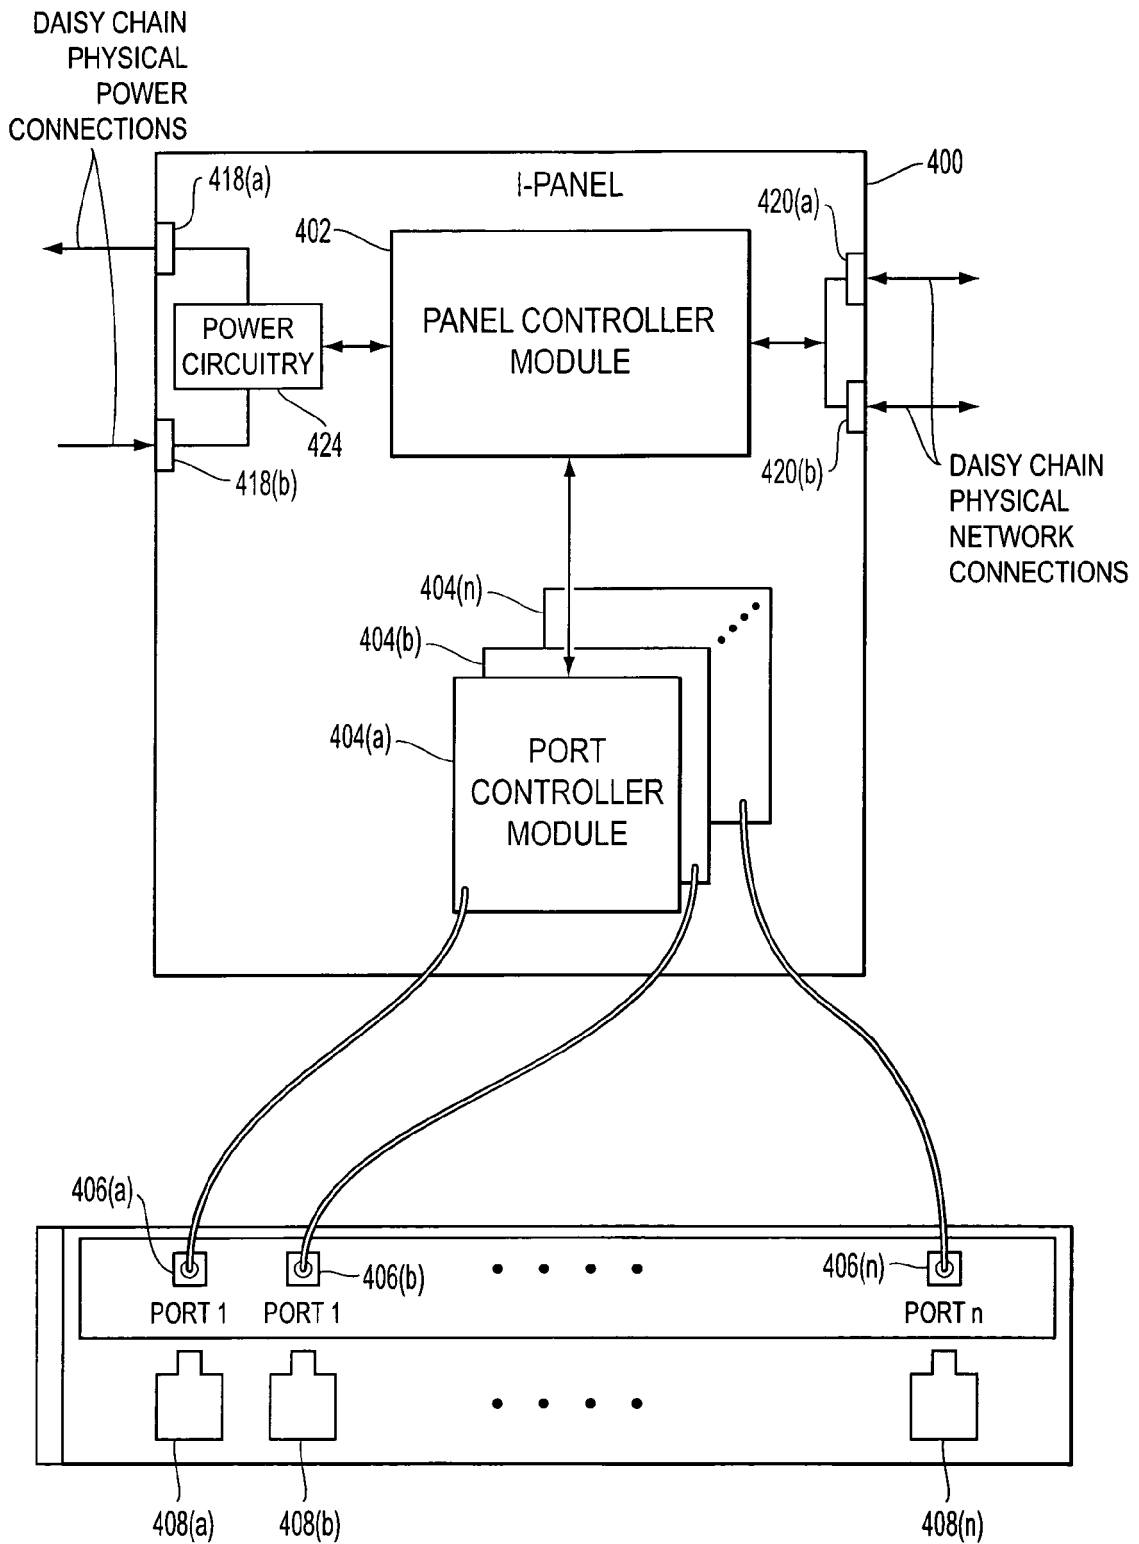 DAISY CHAIN
PHYSICAL
POWER
CONNECTIONS
418(a)
I-PANEL
400
402
420(a)
PANEL CONTROLLER
MODULE
POWER
CIRCUITRY
424
418(b)
420(b)
DAISY CHAIN
PHYSICAL
NETWORK
CONNECTIONS
404(n)
404(b)
404(a)
PORT
CONTROLLER
MODULE
406(a)
406(b)
406(n)
PORT 1
PORT 1
PORT n
408(a)
408(b)
408(n)